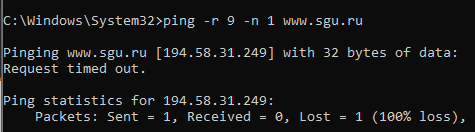 C:\Windows\System32>ping -r 9 -n 1 www.sgu.ru
Pinging www.sgu.ru [194.58.31.249] with 32 bytes of data:
Request timed out.
Ping statistics for 194.58.31.249:
    Packets: Sent = 1, Received = 0, Lost = 1 (100% loss),